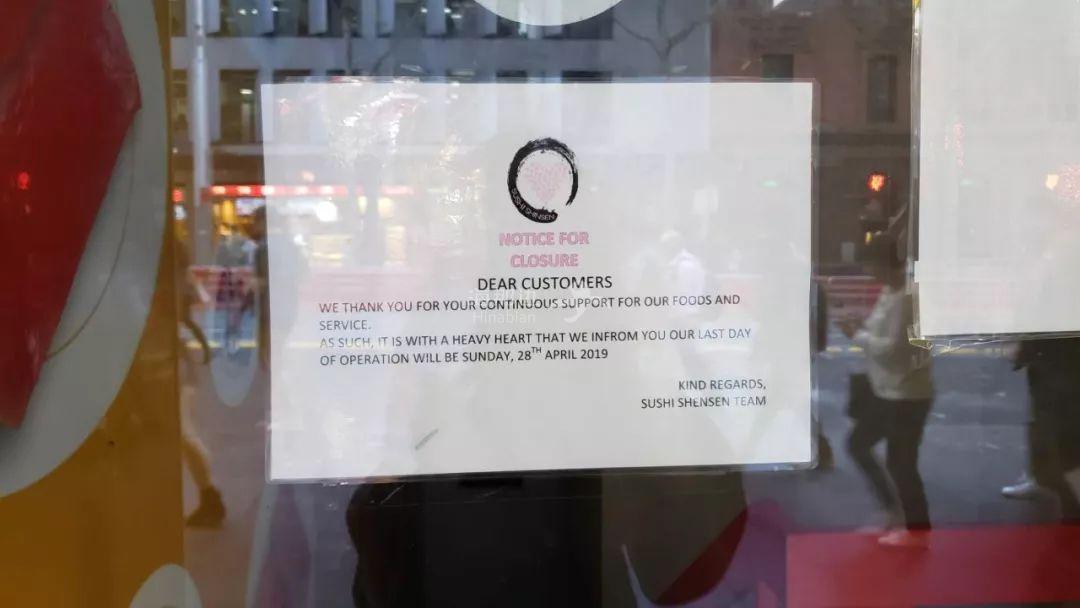 SUSHI SHINSEN
NOTICE FOR
CLOSURE
DEAR CUSTOMERS
WE THANK YOU FOR YOUR CONTINUOUS SUPPORT FOR OUR FOODS AND
SERVICE.
AS SUCH, IT IS WITH A HEAVY HEART THAT WE INFROM YOU OUR LAST DAY
OF OPERATION WILL BE SUNDAY, 28TH APRIL 2019
KIND REGARDS,
SUSHI SHENSEN TEAM
Hinabian